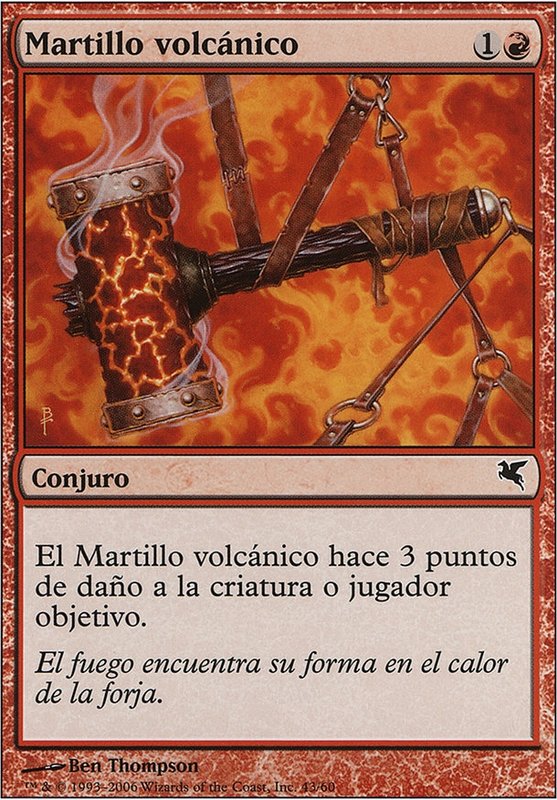 Martillo volcánico 1
Conjuro
El Martillo volcánico hace 3 puntos
de daño a la criatura o jugador
objetivo.
El fuego encuentra su forma en el calor
de la forja.
Ben Thompson
™ & © 1993–2006 Wizards of the Coast, Inc. 43/60